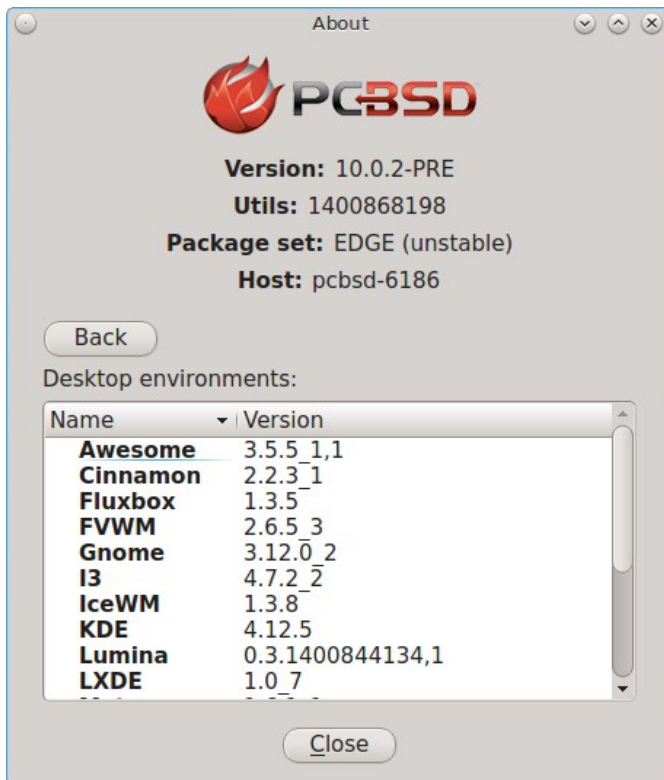 About
PCBSD
Version: 10.0.2-PRE
Utils: 1400868198
Package set: EDGE (unstable)
Host: pcbsd-6186
Back
Desktop environments:
Name Version
Awesome 3.5.5_1,1
Cinnamon 2.2.3_1
Fluxbox 1.3.5
FVWM 2.6.5_3
Gnome 3.12.0_2
I3 4.7.2_2
IceWM 1.3.8
KDE 4.12.5
Lumina 0.3.1400844134,1
LXDE 1.0_7
Close